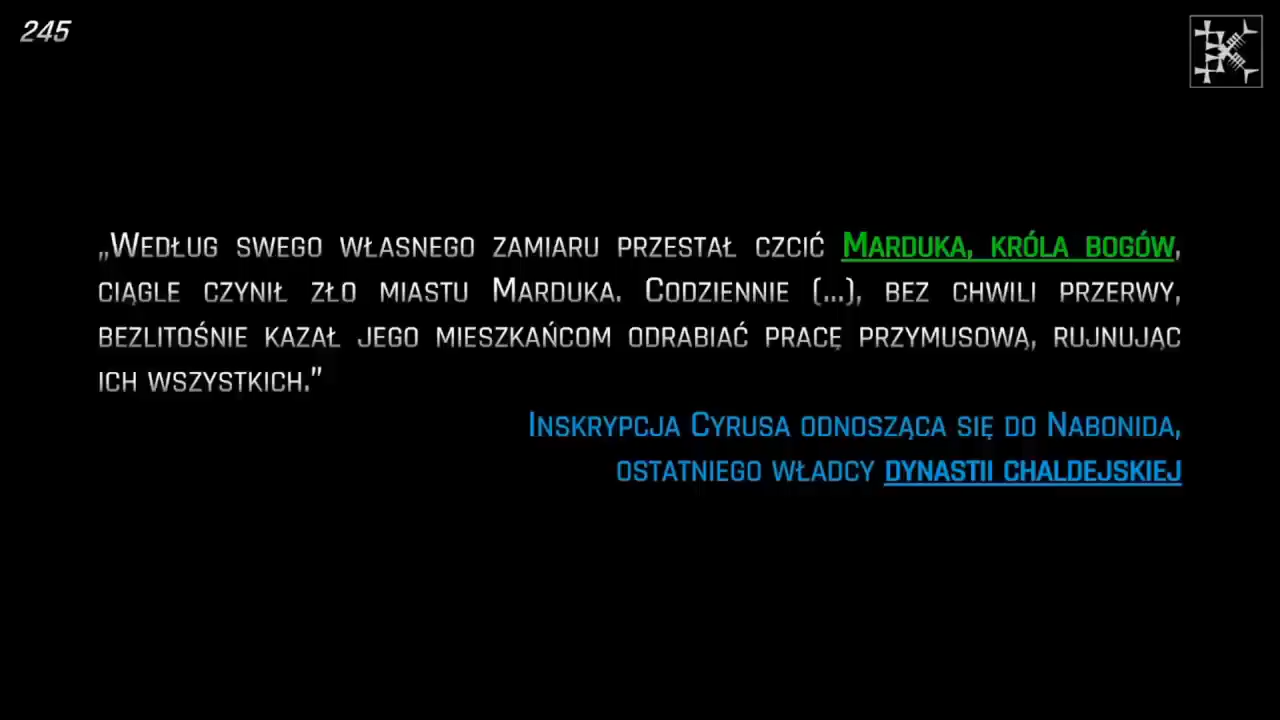 245
„Według swego własnego zamiaru przestał czcić Marduka, króla bogów,
ciągle czynił zło miastu Marduka. Codziennie (...), bez chwili przerwy,
bezlitośnie kazał jego mieszkańcom odrabiać pracę przymusową, rujnując
ich wszystkich.”
Inskrypcja Cyrusa odnosząca się do Nabonida,
ostatniego władcy dynastii chaldejskiej